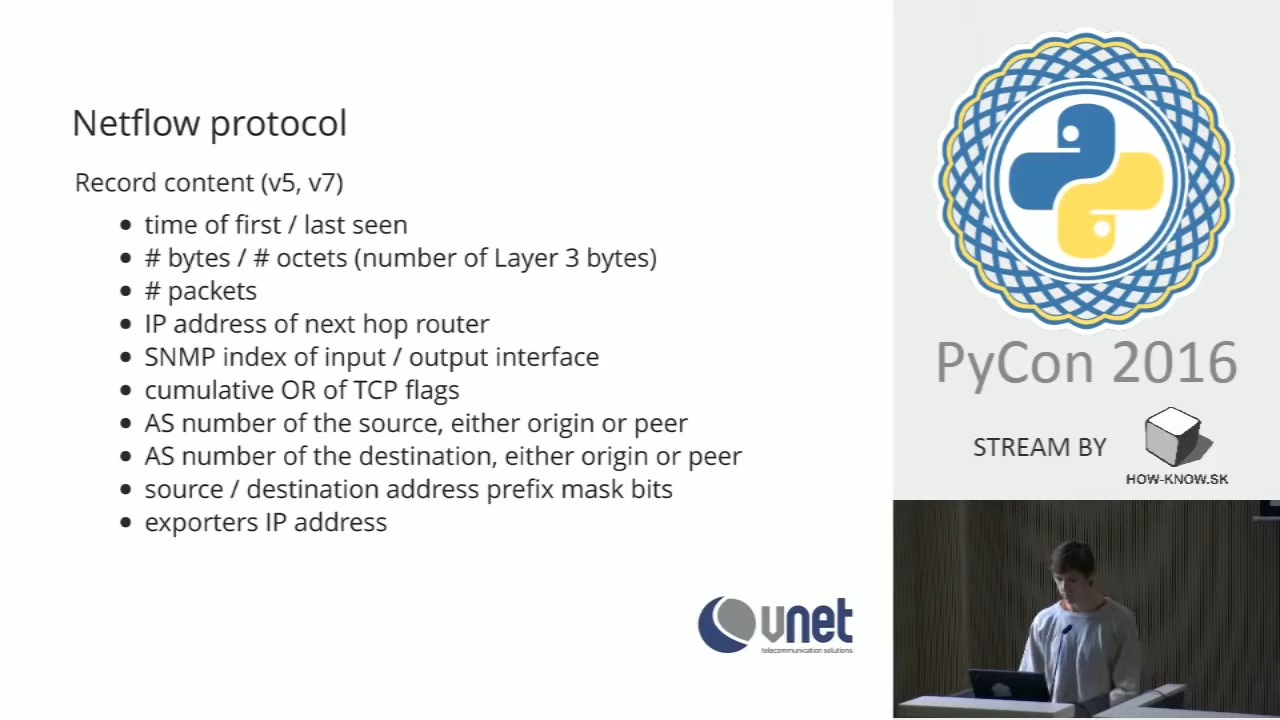 Netflow protocol
Record content (v5, v7)
• time of first / last seen
• # bytes / # octets (number of Layer 3 bytes)
• # packets
• IP address of next hop router
• SNMP index of input / output interface
• cumulative OR of TCP flags
• AS number of the source, either origin or peer
• AS number of the destination, either origin or peer
• source / destination address prefix mask bits
• exporters IP address
vnet
telecommunication solutions
PyCon 2016
STREAM BY
HOW-KNOW.SK